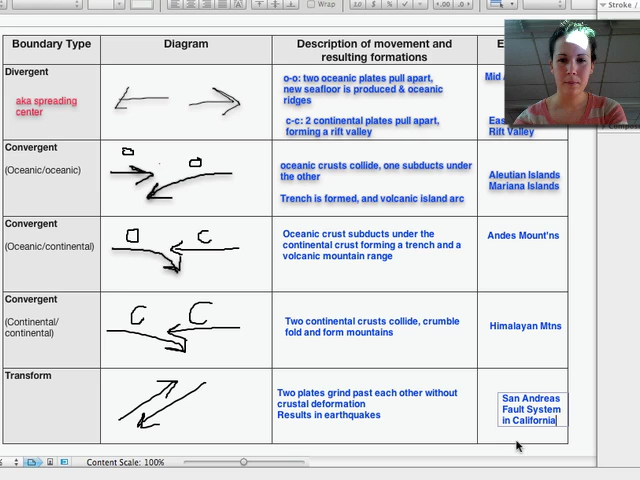 Wrap
Stroke /
Boundary Type
Diagram
Description of movement and
resulting formations
E
Divergent
aka spreading
center
o-o: two oceanic plates pull apart,
new seafloor is produced & oceanic
ridges
c-c: 2 continental plates pull apart,
forming a rift valley
Mid
Eas
Rift Valley
Convergent
(Oceanic/oceanic)
o
o
oceanic crusts collide, one subducts under
the other
Trench is formed, and volcanic island arc
Aleutian Islands
Mariana Islands
Convergent
(Oceanic/continental)
O
C
Oceanic crust subducts under the
continental crust forming a trench and a
volcanic mountain range
Andes Mount'ns
Convergent
(Continental/
continental)
C
C
Two continental crusts collide, crumble
fold and form mountains
Himalayan Mtns
Transform
Two plates grind past each other without
crustal deformation
Results in earthquakes
San Andreas
Fault System
in California
%
Content Scale: 100%